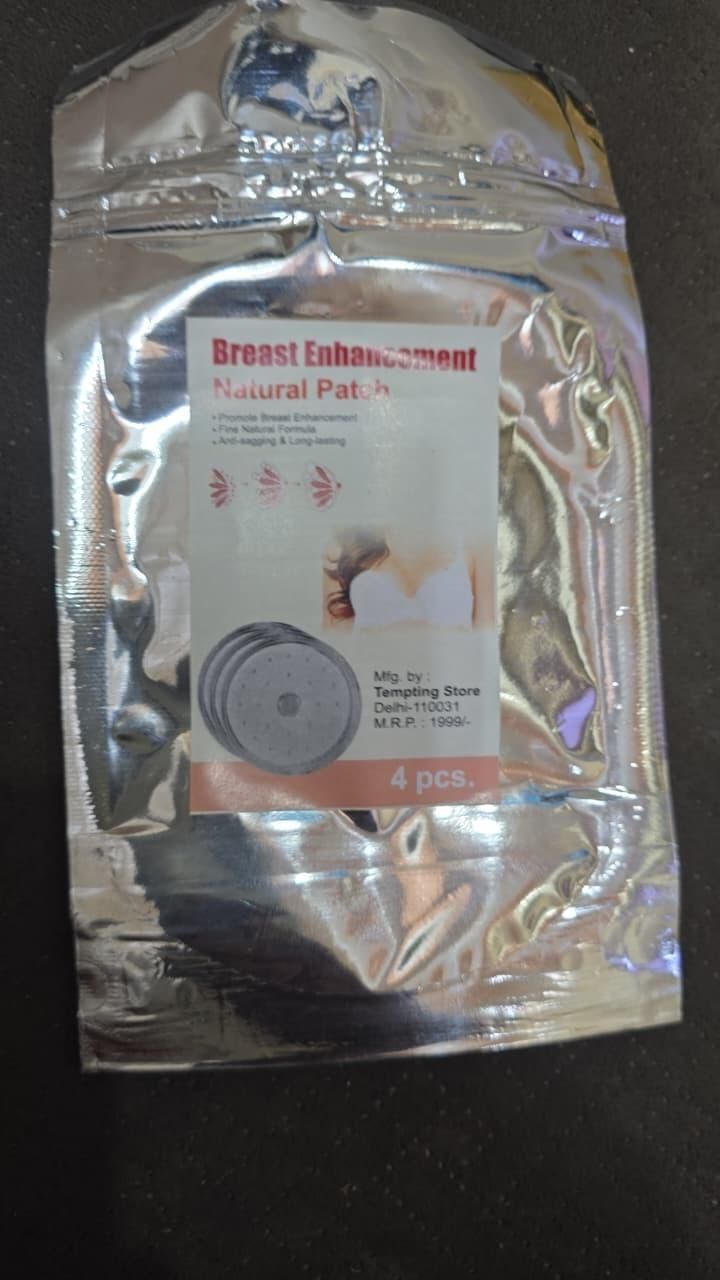 Breast Enhancement
Natural Patch
• Promote Breast Enhancement
• Fine Natural Formula
• Anti-sagging & Long-lasting
Mfg. by :
Tempting Store
Delhi-110031
M.R.P. : 1999/-
4 pcs.